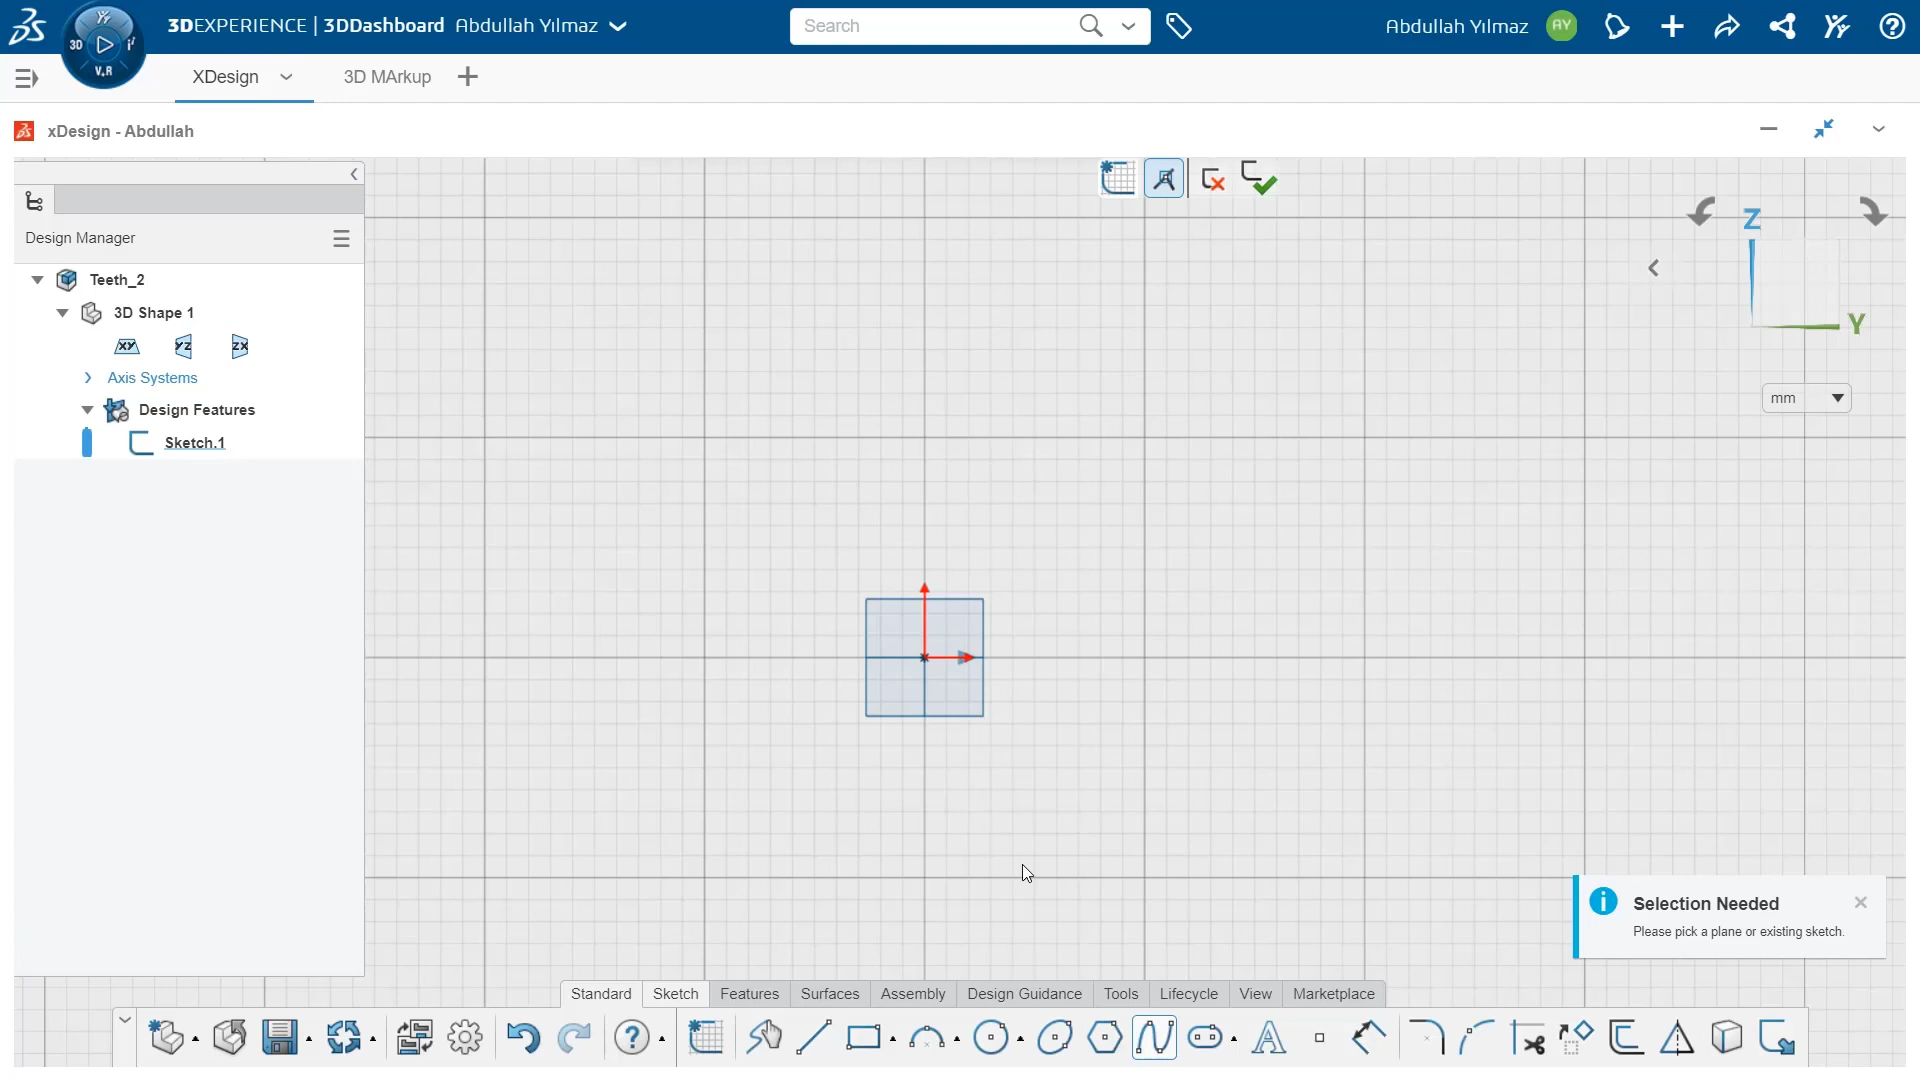 3DEXPERIENCE | 3DDashboard Abdullah Yılmaz
Search
Abdullah Yılmaz AY
3D V.R
XDesign
3D MArkup
xDesign - Abdullah
Design Manager
Teeth_2
3D Shape 1
XY YZ ZX
Axis Systems
Design Features
Sketch.1
Z
Y
mm
Selection Needed
Please pick a plane or existing sketch.
Standard Sketch Features Surfaces Assembly Design Guidance Tools Lifecycle View Marketplace